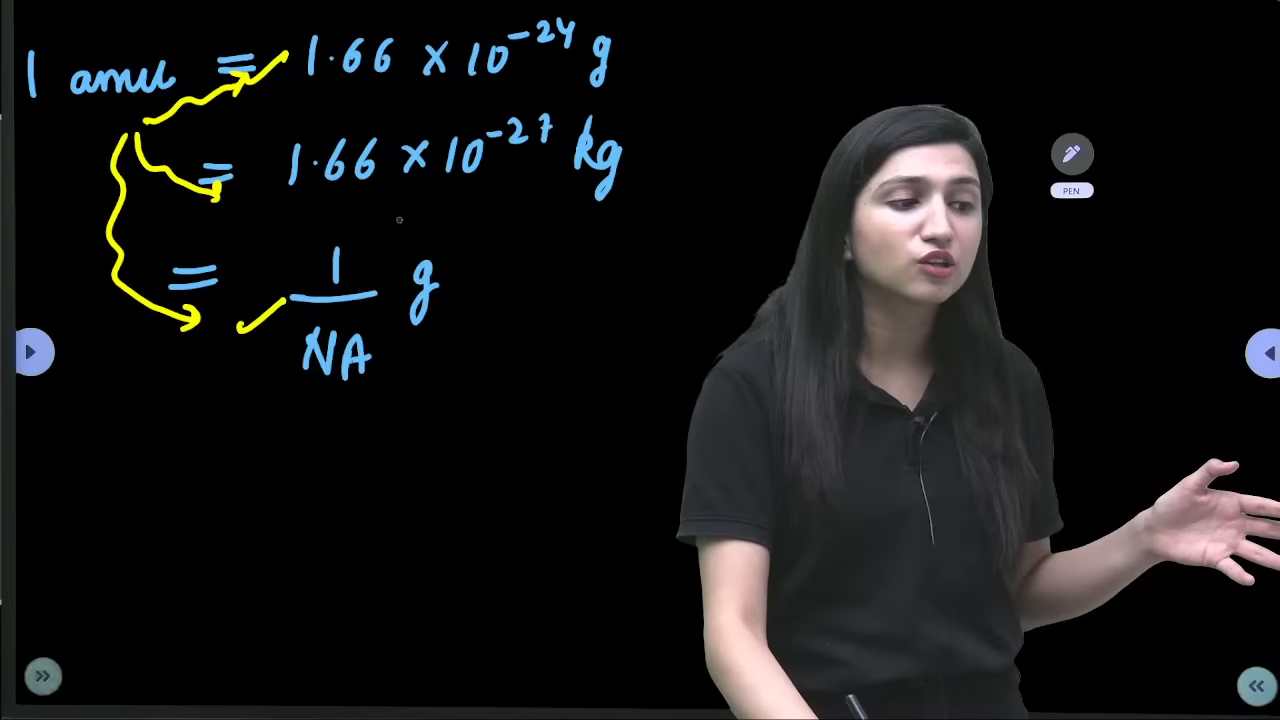 1 amu = 1.66 × 10⁻²⁴ g
= 1.66 × 10⁻²⁷ kg
= 1/NA g
PEN